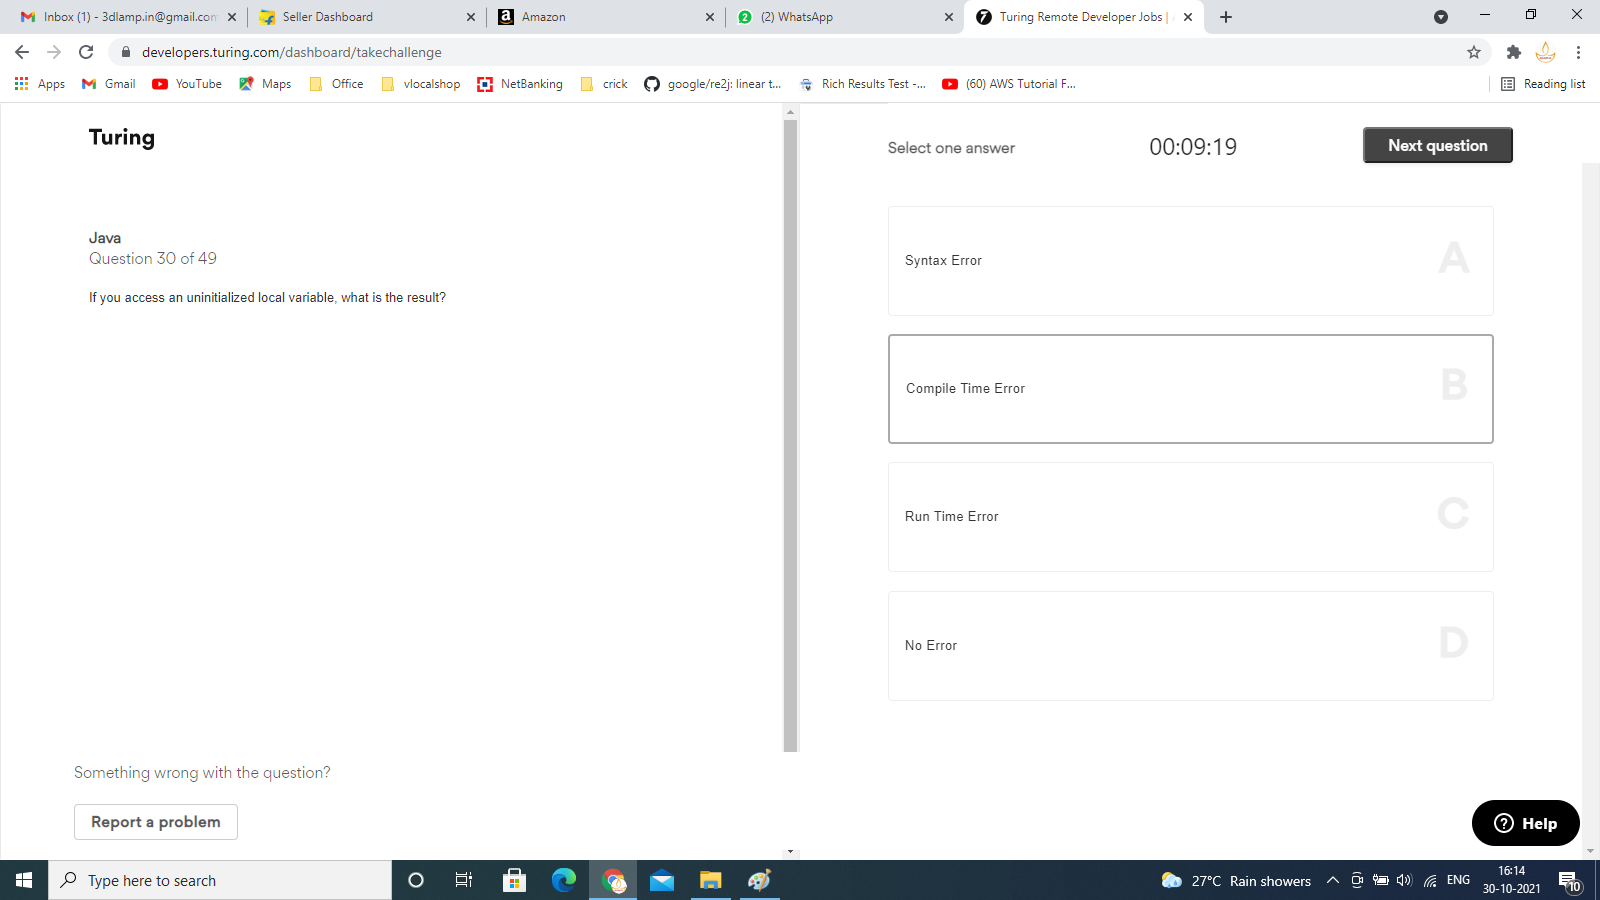 Inbox (1) - 3dlamp.in@gmail.com
Seller Dashboard
Amazon
(2) WhatsApp
Turing Remote Developer Jobs |
developers.turing.com/dashboard/takechallenge
Apps
Gmail
YouTube
Maps
Office
vlocalshop
NetBanking
crick
google/re2j: linear t...
Rich Results Test -...
(60) AWS Tutorial F...
Reading list
Turing
Select one answer
00:09:19
Next question
Java
Question 30 of 49
If you access an uninitialized local variable, what is the result?
Syntax Error
A
Compile Time Error
B
Run Time Error
C
No Error
D
Something wrong with the question?
Report a problem
Help
Type here to search
27°C Rain showers
ENG
16:14
30-10-2021
10